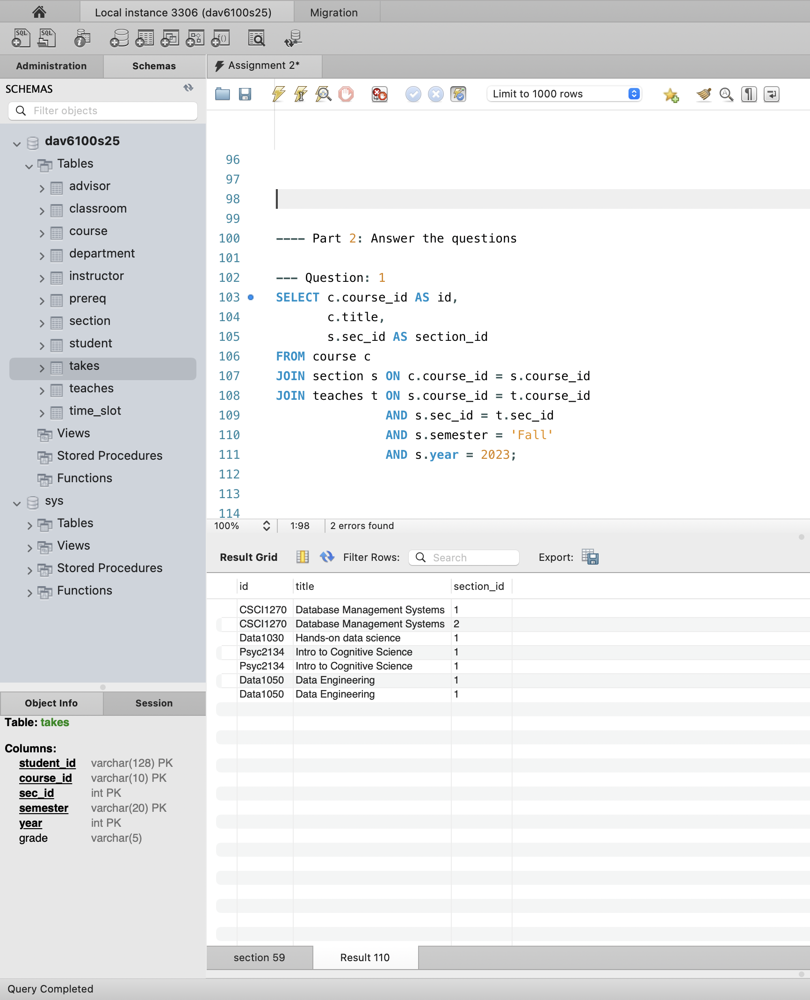 Local instance 3306 (dav6100s25)
Migration
SQL
SQL
Administration
Schemas
Assignment 2*
SCHEMAS
Filter objects
Limit to 1000 rows
dav6100s25
Tables
advisor
classroom
course
department
instructor
prereq
section
student
takes
teaches
time_slot
Views
Stored Procedures
Functions
sys
Tables
Views
Stored Procedures
Functions
Object Info
Session
Table: takes
Columns:
student_id varchar(128) PK
course_id varchar(10) PK
sec_id int PK
semester varchar(20) PK
year int PK
grade varchar(5)
96
97
98
99
100 ---- Part 2: Answer the questions
101
102 --- Question: 1
103 SELECT c.course_id AS id,
104 c.title,
105 s.sec_id AS section_id
106 FROM course c
107 JOIN section s ON c.course_id = s.course_id
108 JOIN teaches t ON s.course_id = t.course_id
109 AND s.sec_id = t.sec_id
110 AND s.semester = 'Fall'
111 AND s.year = 2023;
112
113
114
100% 1:98 2 errors found
Result Grid Filter Rows: Search Export:
id title section_id
CSCI1270 Database Management Systems 1
CSCI1270 Database Management Systems 2
Data1030 Hands-on data science 1
Psyc2134 Intro to Cognitive Science 1
Psyc2134 Intro to Cognitive Science 1
Data1050 Data Engineering 1
Data1050 Data Engineering 1
section 59
Result 110
Query Completed